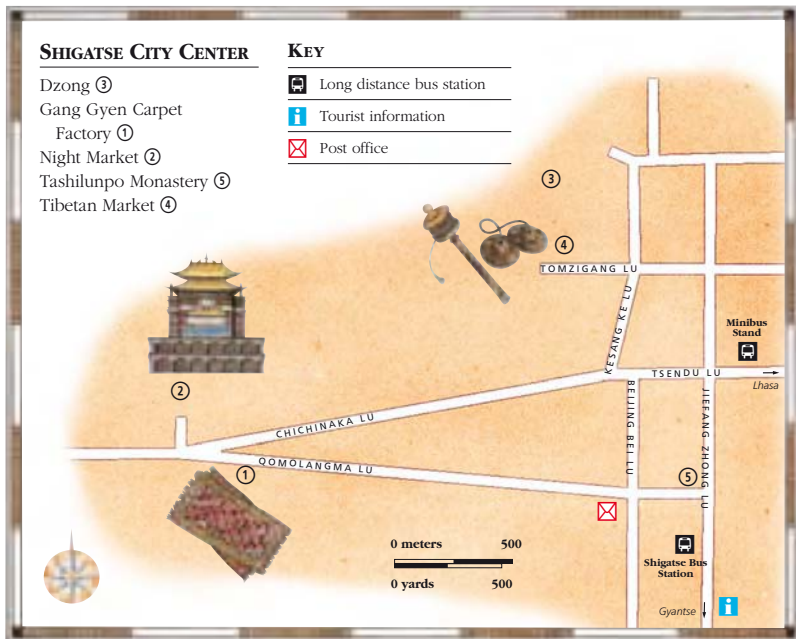 SHIGATSE CITY CENTER
Dzong ③
Gang Gyen Carpet
Factory ①
Night Market ②
Tashilunpo Monastery ⑤
Tibetan Market ④
KEY
Long distance bus station
Tourist information
Post office
③
④
TOMZIGANG LU
KESANG KE LU
Minibus
Stand
TSENDU LU
Lhasa
②
CHICHINAKA LU
BEIJING BEI LU
JIEFANG ZHONG LU
QOMOLANGMA LU
①
⑤
0 meters 500
0 yards 500
Shigatse Bus
Station
Gyantse